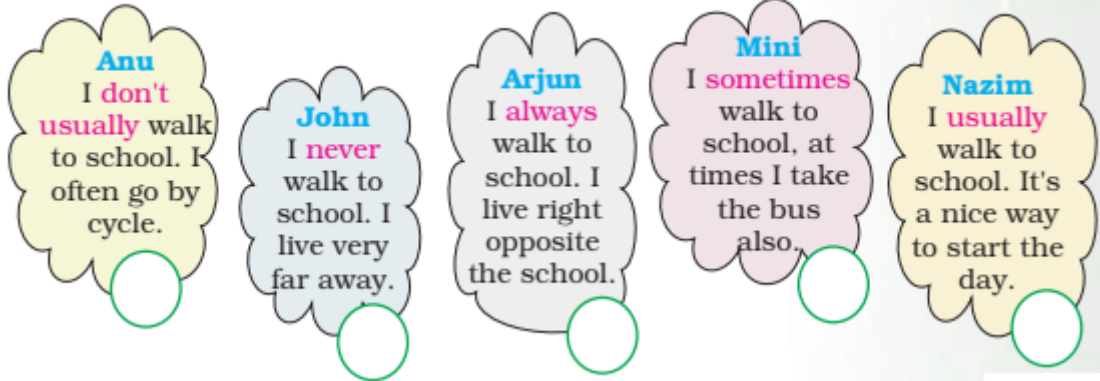 Anu
I don't
usually walk
to school. I
often go by
cycle.
John
I never
walk to
school. I
live very
far away.
Arjun
I always
walk to
school. I
live right
opposite
the school.
Mini
I sometimes
walk to
school, at
times I take
the bus
also.
Nazim
I usually
walk to
school. It's
a nice way
to start the
day.